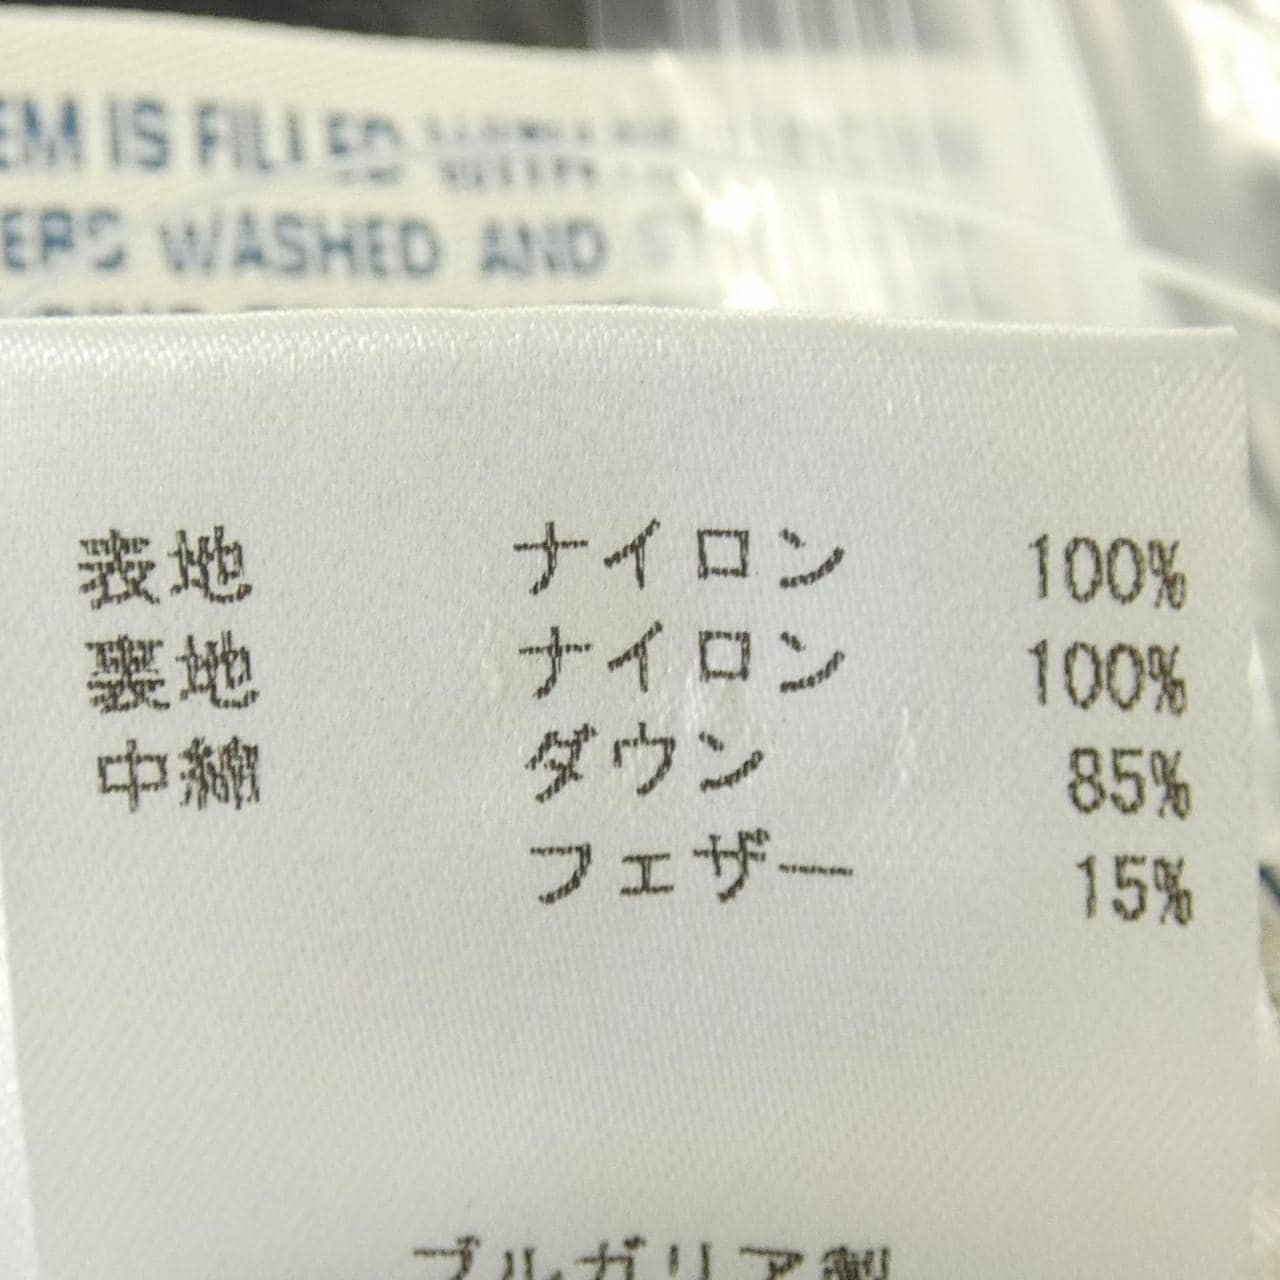 EM IS FILLED WITH
ERS WASHED AND
表地 ナイロン 100%
裏地 ナイロン 100%
中綿 ダウン 85%
フェザー 15%
ブルガリア製